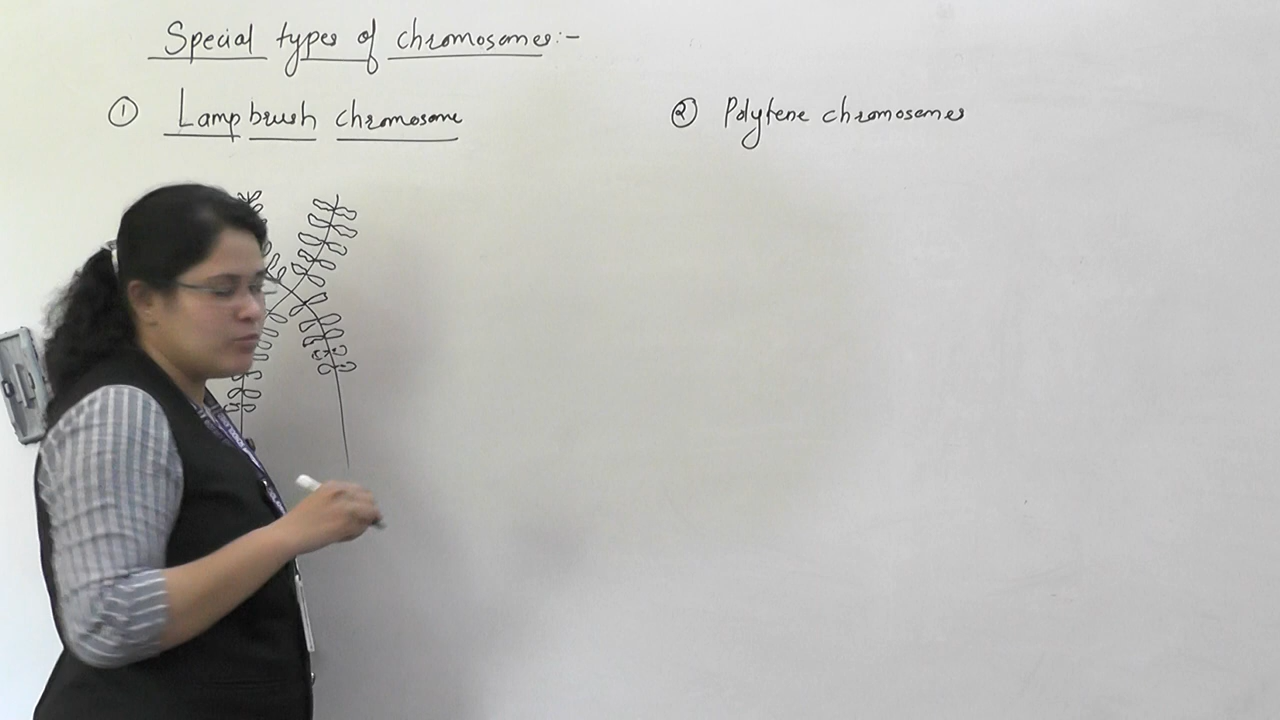 Special types of chromosomes:-
① Lampbrush chromosome
② Polytene chromosomes